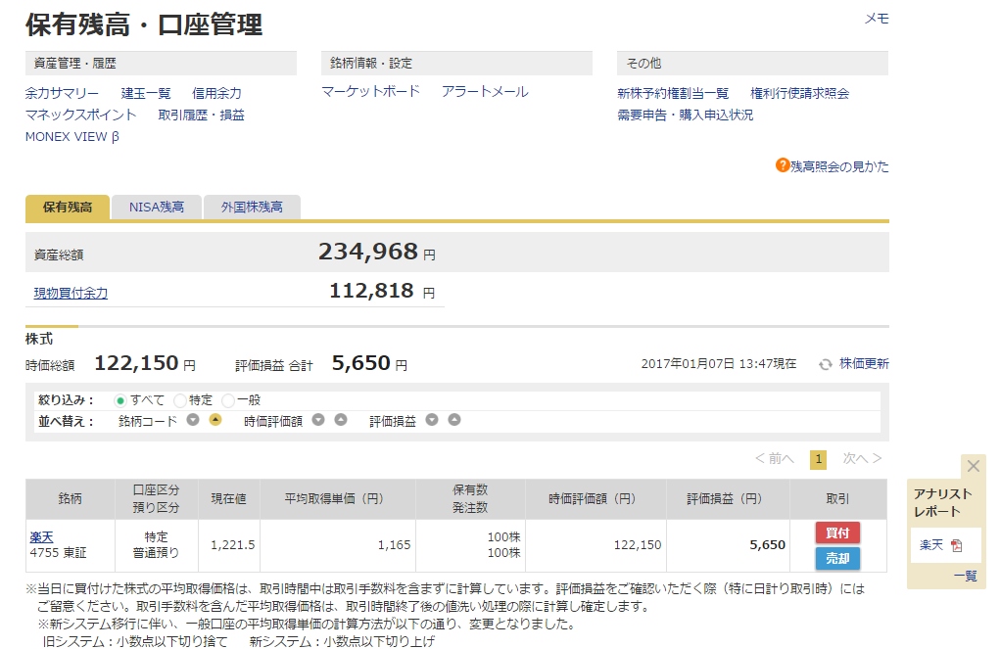 保有残高・口座管理
メモ
資産管理・履歴
余力サマリー 建玉一覧 信用余力
マネックスポイント 取引履歴・損益
MONEX VIEW β
銘柄情報・設定
マーケットボード アラートメール
その他
新株予約権割当一覧 権利行使請求照会
需要申告・購入申込状況
?残高照会の見かた
保有残高 NISA残高 外国株残高
資産総額 234,968 円
現物買付余力 112,818 円
株式
時価総額 122,150 円 評価損益 合計 5,650 円 2017年01月07日 13:47現在 株価更新
絞り込み: すべて 特定 一般
並べ替え: 銘柄コード 時価評価額 評価損益
<前へ 1 次へ>
銘柄 口座区分 現在値 平均取得単価(円) 保有数 時価評価額(円) 評価損益(円) 取引
預り区分 発注数
楽天 特定 1,221.5 1,165 100株 122,150 5,650 買付
4755 東証 普通預り 100株 売却
アナリスト
レポート
楽天
一覧
※当日に買付けた株式の平均取得価格は、取引時間中は取引手数料を含まずに計算しています。評価損益をご確認いただく際(特に日計り取引時)には
ご留意ください。取引手数料を含んだ平均取得価格は、取引時間終了後の値洗い処理の際に計算し確定します。
※新システム移行に伴い、一般口座の平均取得単価の計算方法が以下の通り、変更となりました。
旧システム:小数点以下切り捨て 新システム:小数点以下切り上げ